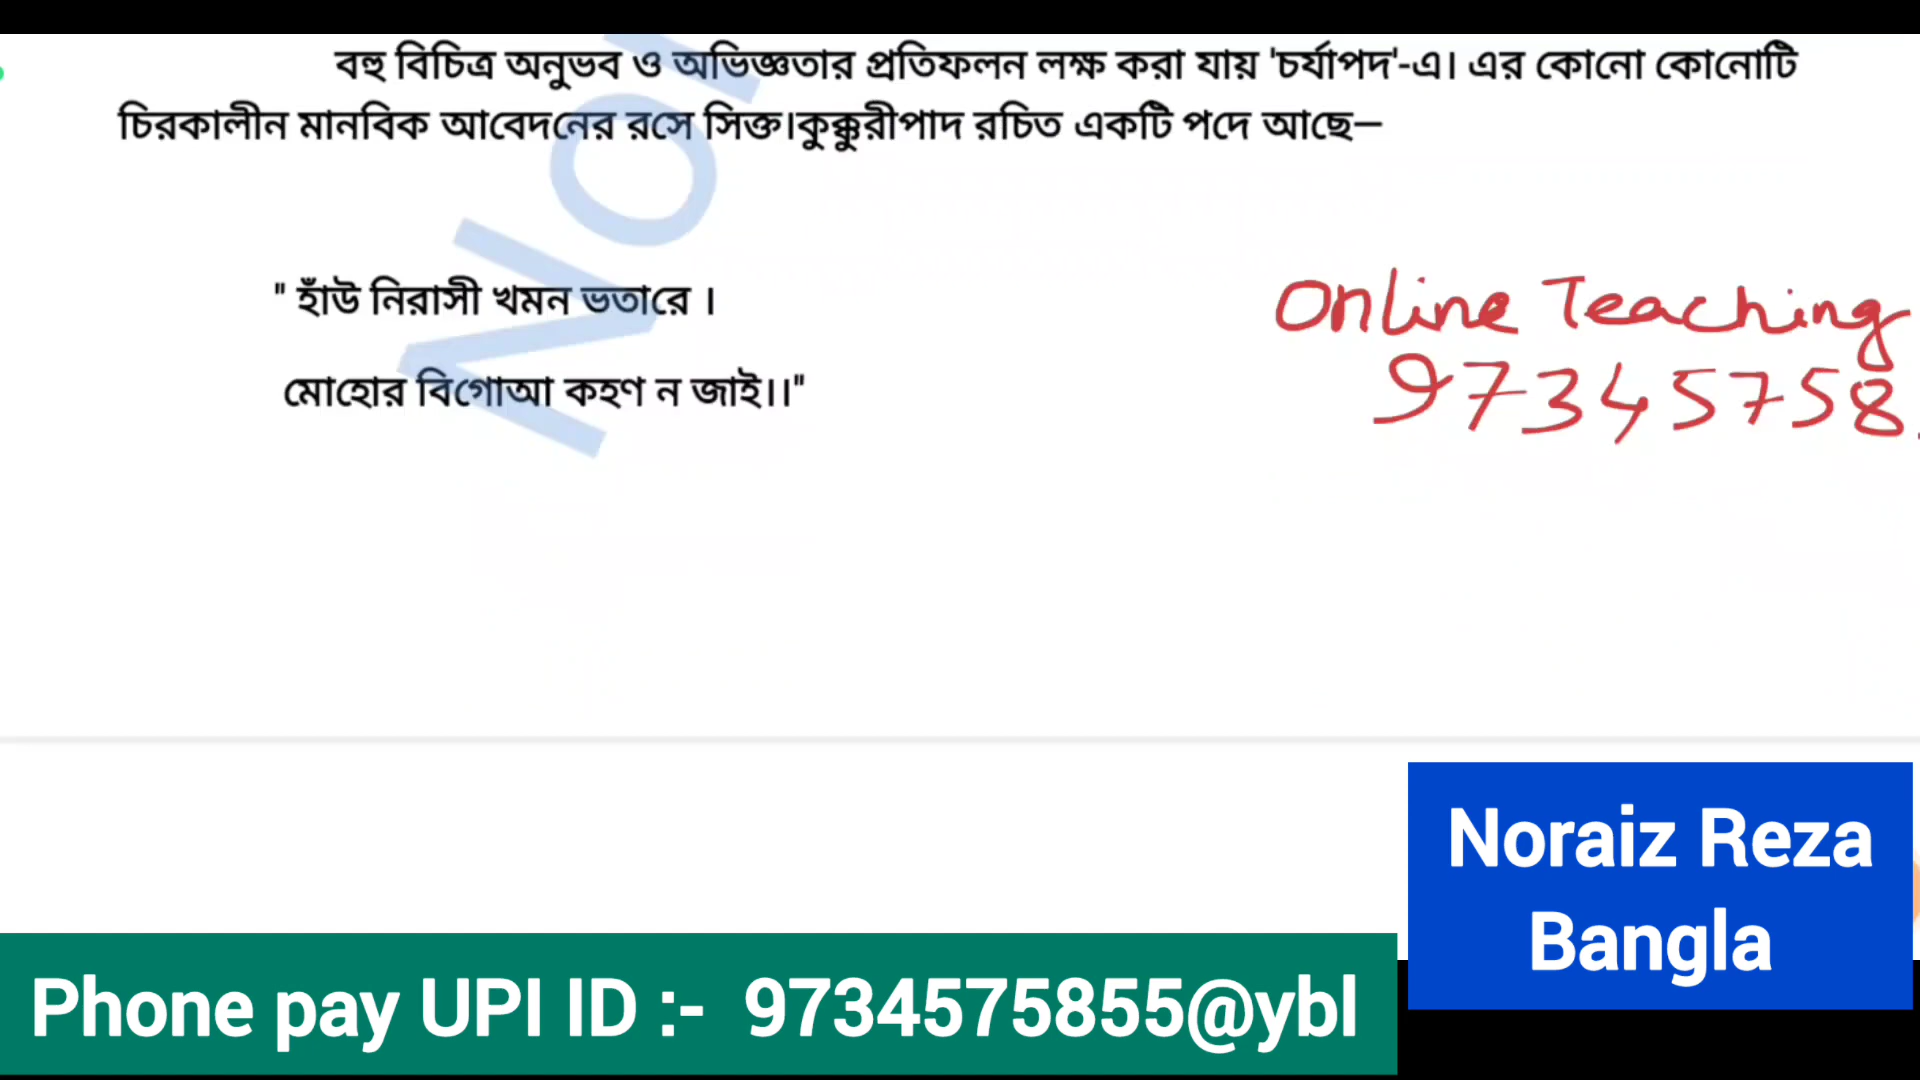 বহু বিচিত্র অনুভব ও অভিজ্ঞতার প্রতিফলন লক্ষ করা যায় 'চর্যাপদ'-এ। এর কোনো কোনোটি
চিরকালীন মানবিক আবেদনের রসে সিক্ত।কুক্কুরীপাদ রচিত একটি পদে আছে—
" হাঁউ নিরাসী খমন ভতারে ।
মোহোর বিগোআ কহণ ন জাই।।"
Online Teaching
97345758
Noraiz Reza
Bangla
Phone pay UPI ID :- 9734575855@ybl